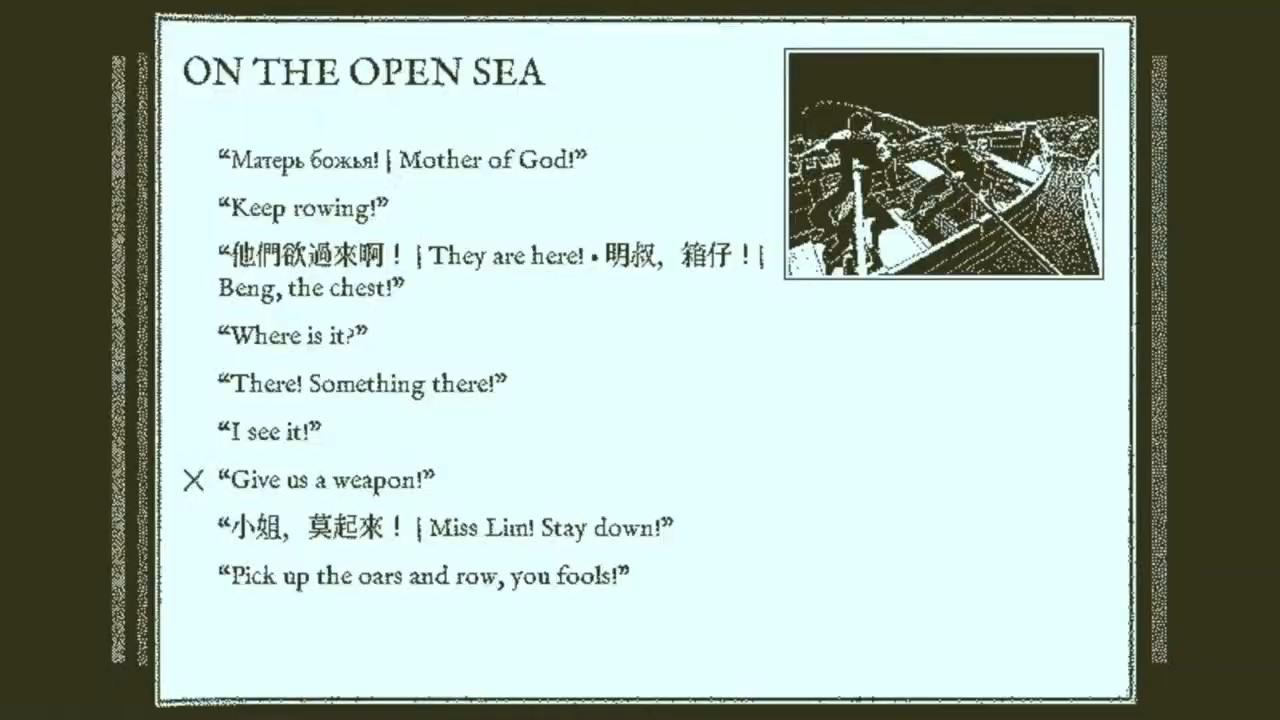 ON THE OPEN SEA
“Матерь божья! | Mother of God!”
“Keep rowing!”
“他們欲過來啊！ | They are here! • 明叔，箱仔！|
Beng, the chest!”
“Where is it?”
“There! Something there!”
“I see it!”
X “Give us a weapon!”
“小姐，莫起來！ | Miss Lim! Stay down!”
“Pick up the oars and row, you fools!”